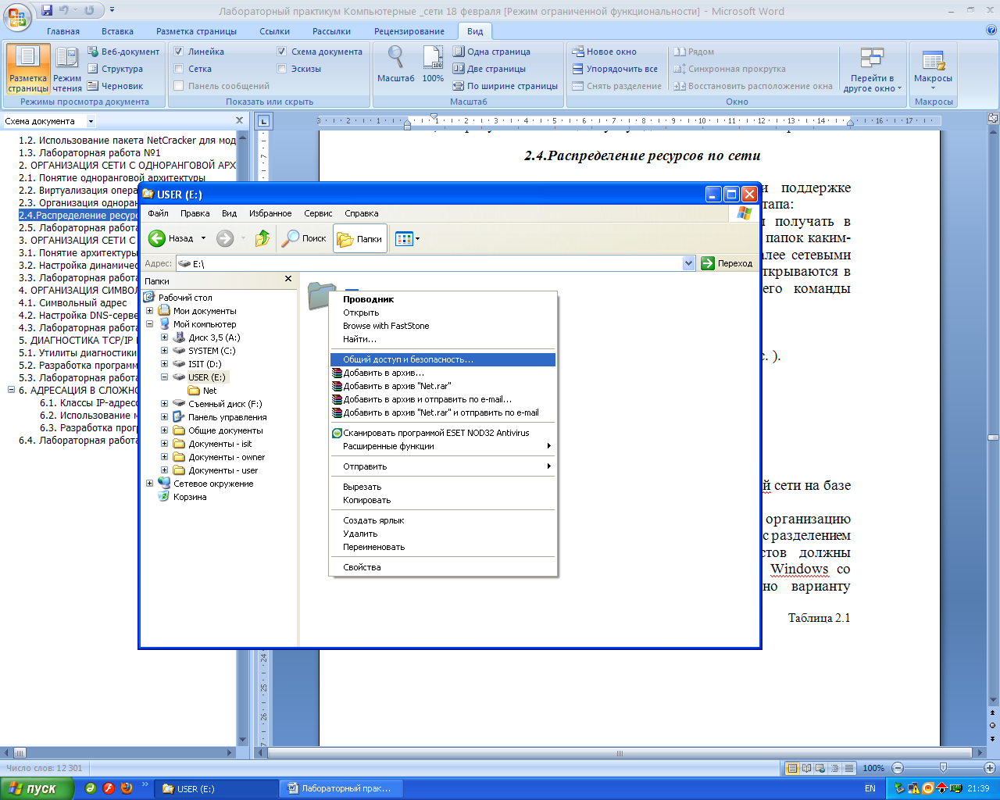 Лабораторный практикум Компьютерные _сети 18 февраля [Режим ограниченной функциональности] - Microsoft Word
Главная Вставка Разметка страницы Ссылки Рассылки Рецензирование Вид
Разметка страницы
Режим чтения
Веб-документ
Структура
Черновик
Режимы просмотра документа
Линейка
Сетка
Панель сообщений
Схема документа
Эскизы
Показать или скрыть
Масштаб
100%
Одна страница
Две страницы
По ширине страницы
Масштаб
Новое окно
Упорядочить все
Снять разделение
Рядом
Синхронная прокрутка
Восстановить расположение окна
Перейти в другое окно
Окно
Макросы
Макросы
Схема документа
1.2. Использование пакета NetCracker для мод
1.3. Лабораторная работа №1
2. ОРГАНИЗАЦИЯ СЕТИ С ОДНОРАНГОВОЙ АРХ
2.1. Понятие одноранговой архитектуры
2.2. Виртуализация опера
2.3. Организация одноран
2.4.Распределение ресурс
2.5. Лабораторная работа
3. ОРГАНИЗАЦИЯ СЕТИ С
3.1. Понятие архитектуры
3.2. Настройка динамичес
3.3. Лабораторная работа
4. ОРГАНИЗАЦИЯ СИМВОЛ
4.1. Символьный адрес
4.2. Настройка DNS-серве
4.3. Лабораторная работа
5. ДИАГНОСТИКА TCP/IP
5.1. Утилиты диагностики
5.2. Разработка програм
5.3. Лабораторная работа
6. АДРЕСАЦИЯ В СЛОЖНО
6.1. Классы IP-адресо
6.2. Использование м
6.3. Разработка прог
6.4. Лабораторная работа
2.4.Распределение ресурсов по сети
и поддержке
тапа:
получать в
папок каким-
алее сетевыми
ткрываются в
его команды
с. ).
й сети на базе
организацию
с разделением
стов должны
Windows со
но варианту
Таблица 2.1
USER (E:)
Файл Правка Вид Избранное Сервис Справка
Назад Поиск Папки
Адрес: E:\ Переход
Папки
Рабочий стол
Мои документы
Мой компьютер
Диск 3,5 (A:)
SYSTEM (C:)
ISIT (D:)
USER (E:)
Net
Съемный диск (F:)
Панель управления
Общие документы
Документы - isit
Документы - owner
Документы - user
Сетевое окружение
Корзина
Проводник
Открыть
Browse with FastStone
Найти...
Общий доступ и безопасность...
Добавить в архив...
Добавить в архив "Net.rar"
Добавить в архив и отправить по e-mail...
Добавить в архив "Net.rar" и отправить по e-mail
Сканировать программой ESET NOD32 Antivirus
Расширенные функции
Отправить
Вырезать
Копировать
Создать ярлык
Удалить
Переименовать
Свойства
Число слов: 12 301
100%
пуск USER (E:) Лабораторный прак... EN 21:39